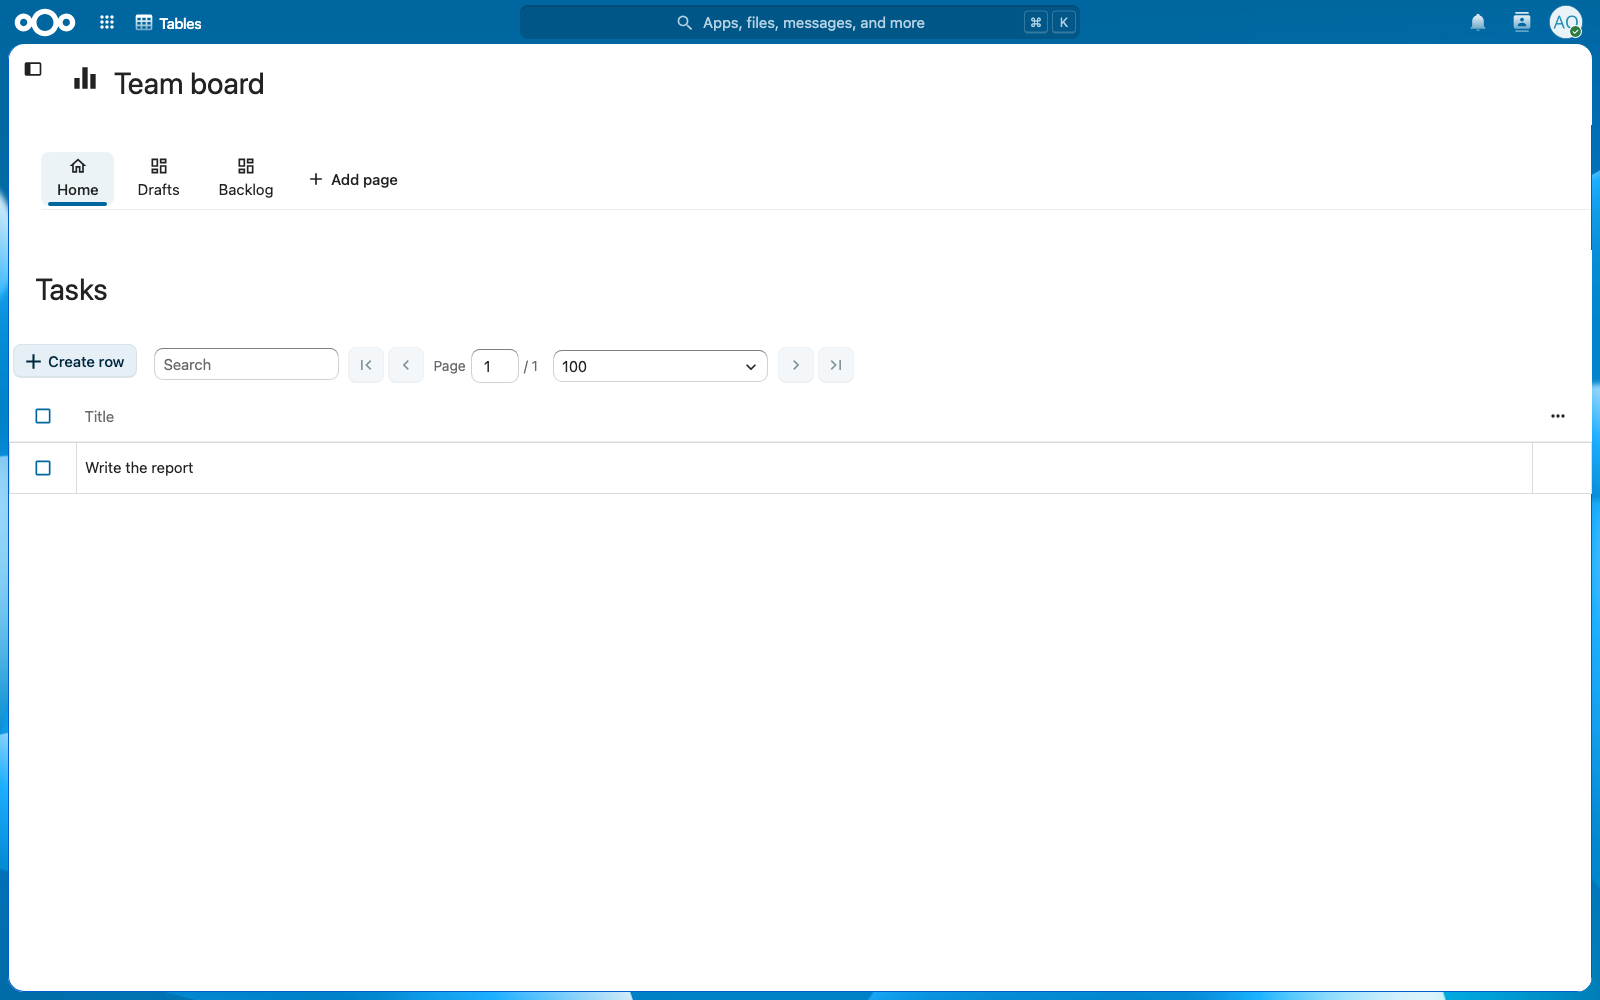 Tables
Apps, files, messages, and more
⌘ K
AO
Team board
Home
Drafts
Backlog
Add page
Tasks
Create row
Search
Page 1 / 1
100
Title
Write the report